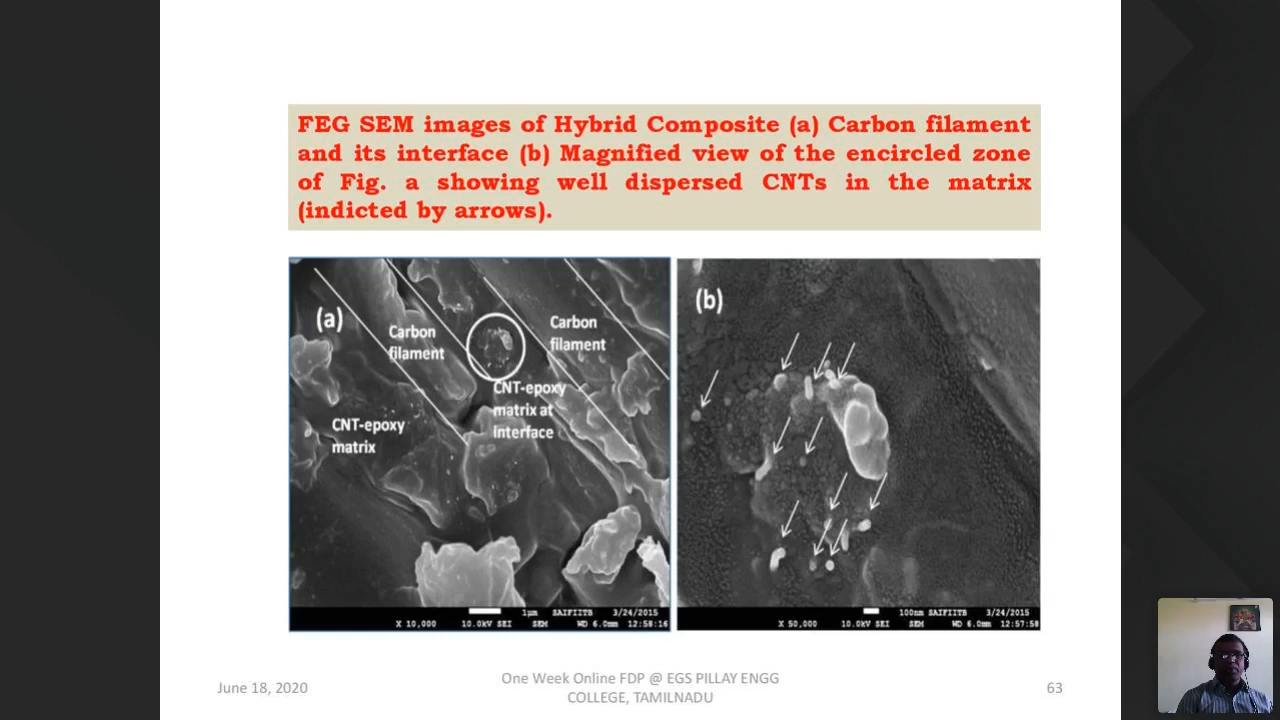 FEG SEM images of Hybrid Composite (a) Carbon filament
and its interface (b) Magnified view of the encircled zone
of Fig. a showing well dispersed CNTs in the matrix
(indicted by arrows).
(a)
Carbon
filament
Carbon
filament
CNT-epoxy
matrix at
interface
CNT-epoxy
matrix
1µm SAIFIITB 3/24/2015
X 10,000 10.0kV SEI SEM WD 6.0mm 12:58:16
(b)
100nm SAIFIITB 3/24/2015
X 50,000 10.0kV SEI SEM WD 6.0mm 12:57:58
June 18, 2020
One Week Online FDP @ EGS PILLAY ENGG
COLLEGE, TAMILNADU
63